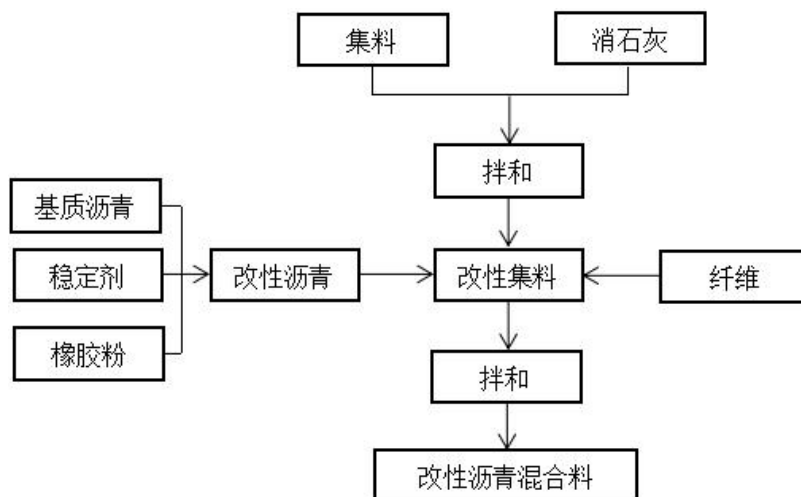 集料
消石灰
拌和
基质沥青
稳定剂
改性沥青
改性集料
纤维
橡胶粉
拌和
改性沥青混合料